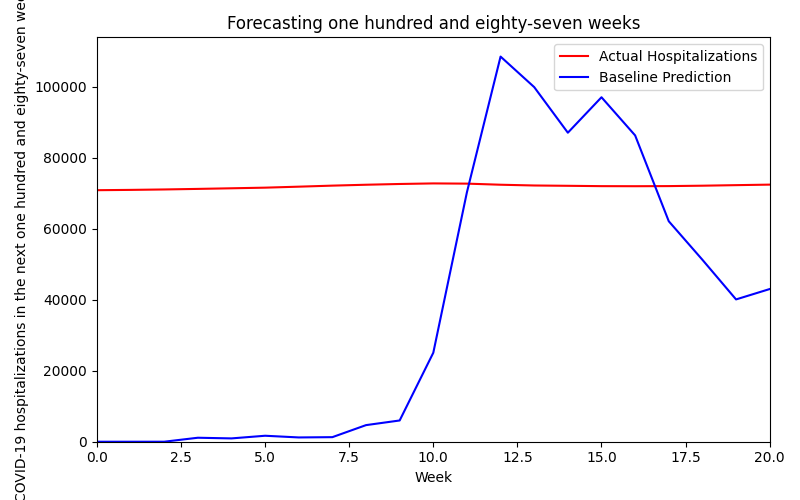 Forecasting one hundred and eighty-seven weeks
Actual Hospitalizations
Baseline Prediction
COVID-19 hospitalizations in the next one hundred and eighty-seven
100000
80000
60000
40000
20000
0
0.0 2.5 5.0 7.5 10.0 12.5 15.0 17.5 20.0
Week